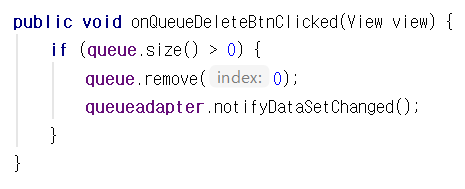 public void onQueueDeleteBtnClicked(View view) {
if (queue.size() > 0) {
queue.remove( index: 0);
queueadapter.notifyDataSetChanged();
}
}